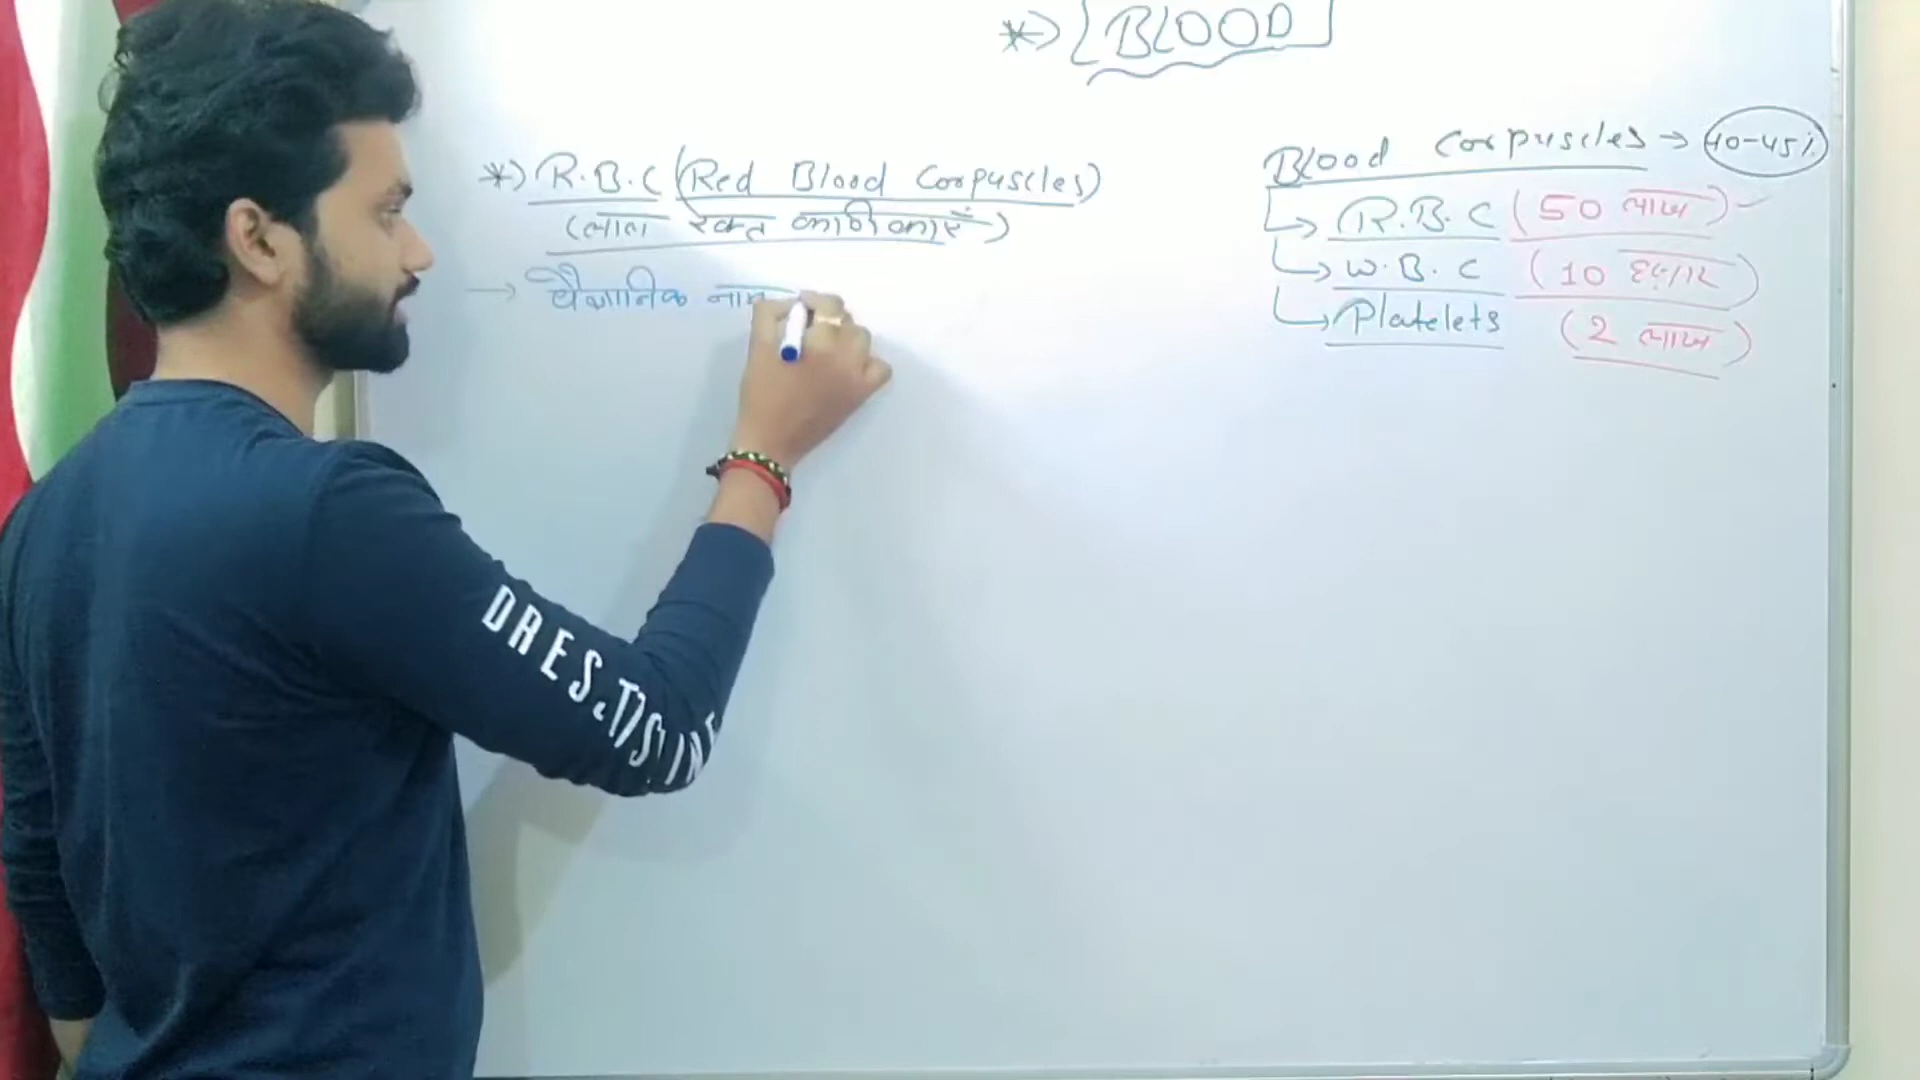 *) [BLOOD]
*) R.B.C (Red Blood Corpuscles)
(लाल रक्त कणिकाएँ)
→ वैज्ञानिक नाम
Blood Corpuscles → 40-45%
R.B.C (50 लाख)
W.B.C (10 हजार)
Platelets (2 लाख)